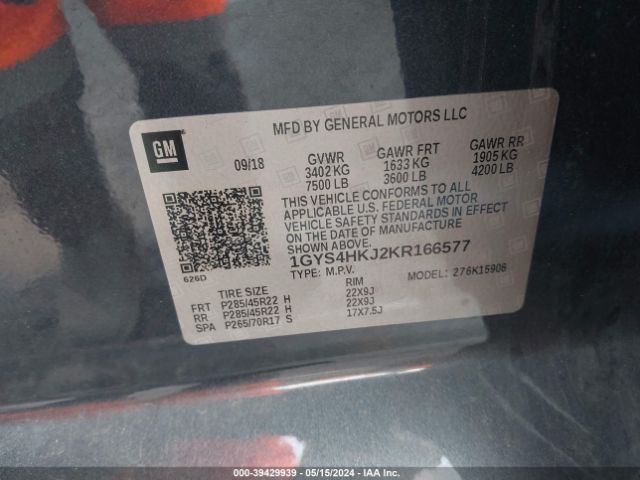 MFD BY GENERAL MOTORS LLC
GM
09/18 GVWR GAWR FRT GAWR RR
3402 KG 1633 KG 1905 KG
7500 LB 3600 LB 4200 LB
THIS VEHICLE CONFORMS TO ALL
APPLICABLE U.S. FEDERAL MOTOR
VEHICLE SAFETY STANDARDS IN EFFECT
ON THE DATE OF MANUFACTURE
SHOWN ABOVE.
1GYS4HKJ2KR166577
626D
TYPE: M.P.V. MODEL: 276K15906
TIRE SIZE RIM
FRT P285/45R22 H 22X9J
RR P285/45R22 H 22X9J
SPA P265/70R17 S 17X7.5J
000-39429939 - 05/15/2024 - IAA Inc.